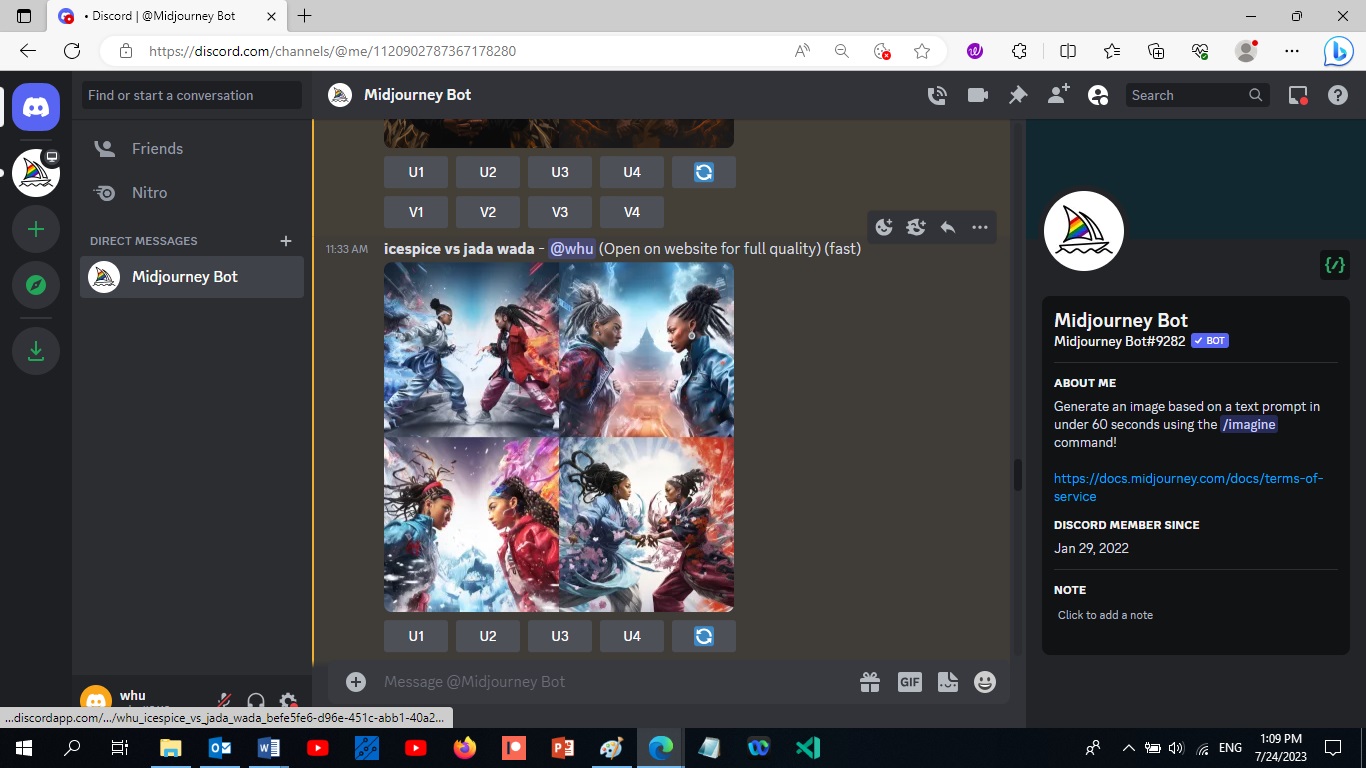 • Discord | @Midjourney Bot
https://discord.com/channels/@me/1120902787367178280
Find or start a conversation
Midjourney Bot
Search
Friends
Nitro
DIRECT MESSAGES
Midjourney Bot
U1 U2 U3 U4
V1 V2 V3 V4
11:33 AM icespice vs jada wada - @whu (Open on website for full quality) (fast)
U1 U2 U3 U4
Message @Midjourney Bot
GIF
Midjourney Bot
Midjourney Bot#9282 ✓ BOT
ABOUT ME
Generate an image based on a text prompt in
under 60 seconds using the /imagine
command!
https://docs.midjourney.com/docs/terms-of-
service
DISCORD MEMBER SINCE
Jan 29, 2022
NOTE
Click to add a note
whu
...discordapp.com/.../whu_icespice_vs_jada_wada_befe5fe6-d96e-451c-abb1-40a2...
ENG
1:09 PM
7/24/2023